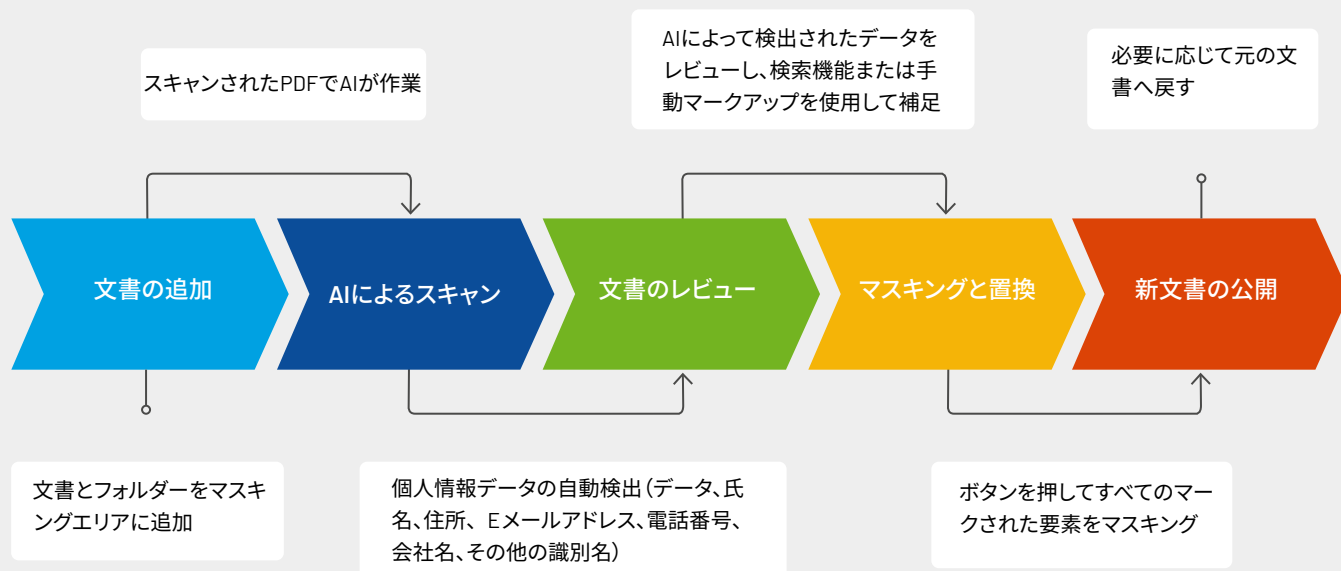 スキャンされたPDFでAIが作業
AIによって検出されたデータを
レビューし、検索機能または手
動マークアップを使用して補足
必要に応じて元の文
書へ戻す
文書の追加
AIによるスキャン
文書のレビュー
マスキングと置換
新文書の公開
文書とフォルダーをマスキ
ングエリアに追加
個人情報データの自動検出（データ、氏
名、住所、Eメールアドレス、電話番号、
会社名、その他の識別名）
ボタンを押してすべてのマー
クされた要素をマスキング